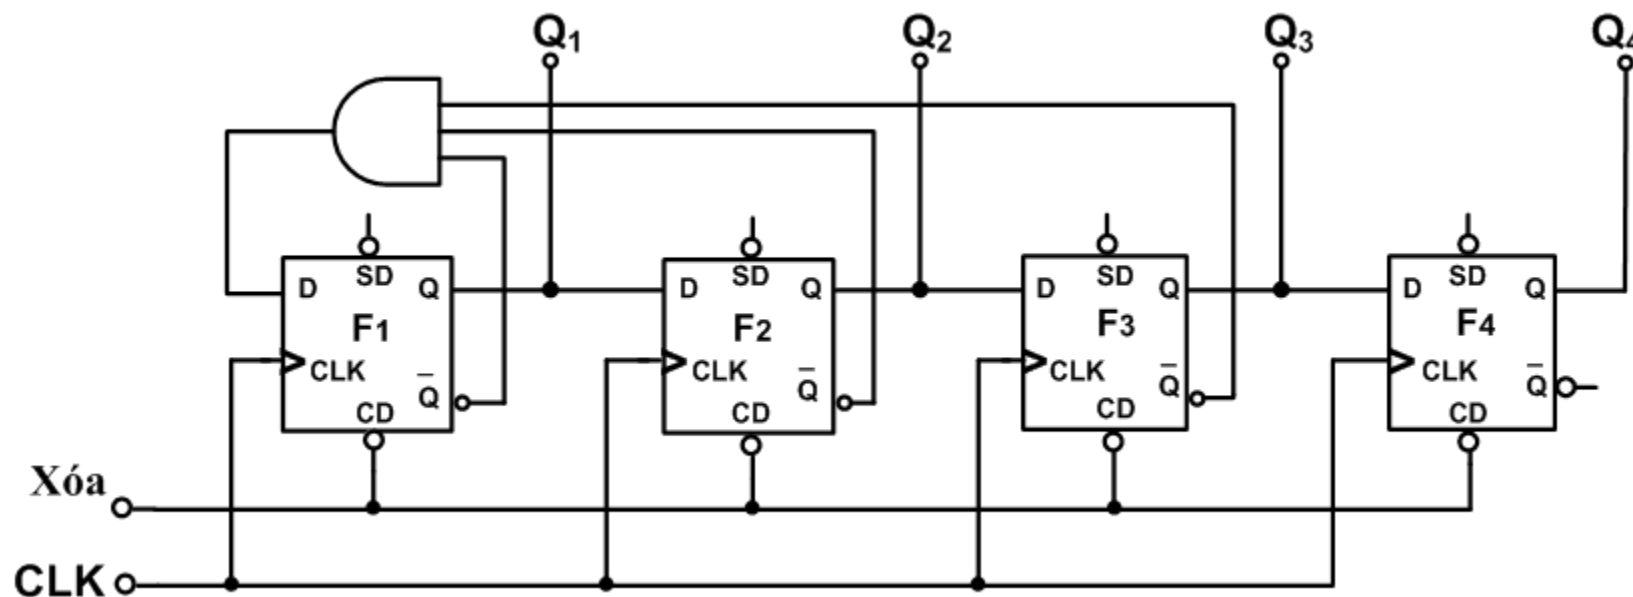 Q1 Q2 Q3 Q4
SD SD SD SD
D Q D Q D Q D Q
F1 F2 F3 F4
CLK CLK CLK CLK
Q̅ Q̅ Q̅ Q̅
CD CD CD CD
Xóa
CLK